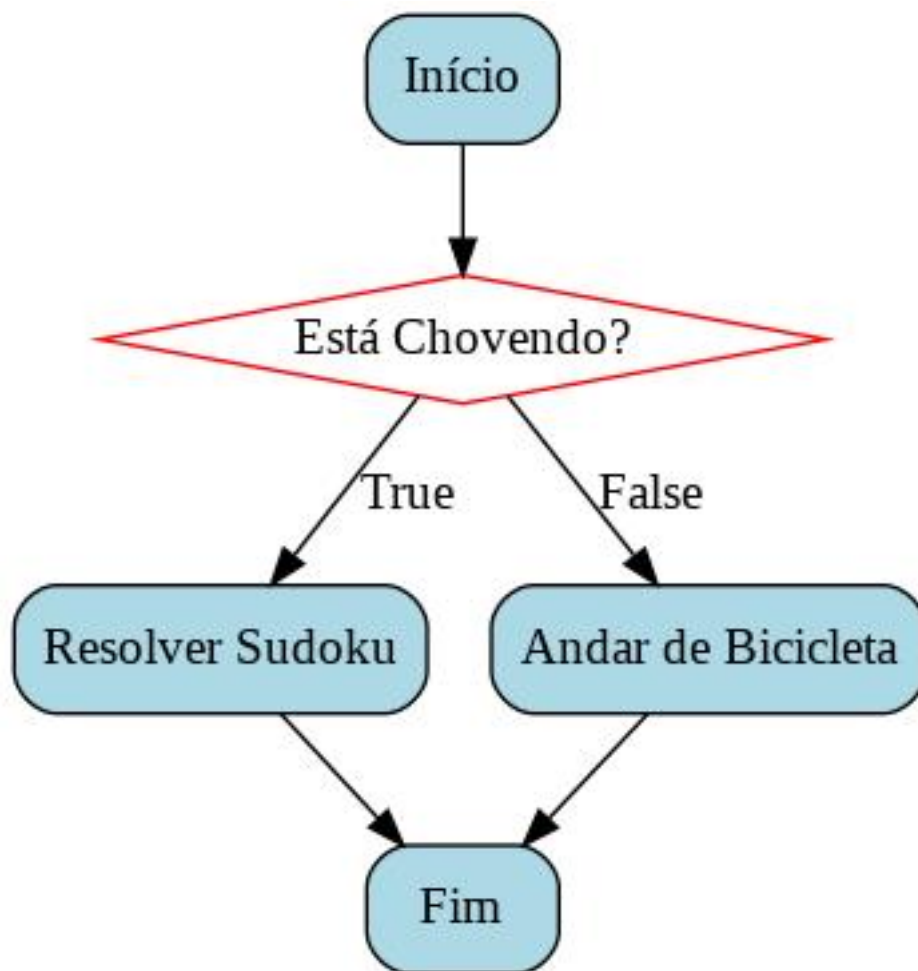 Início
Está Chovendo?
True
False
Resolver Sudoku
Andar de Bicicleta
Fim